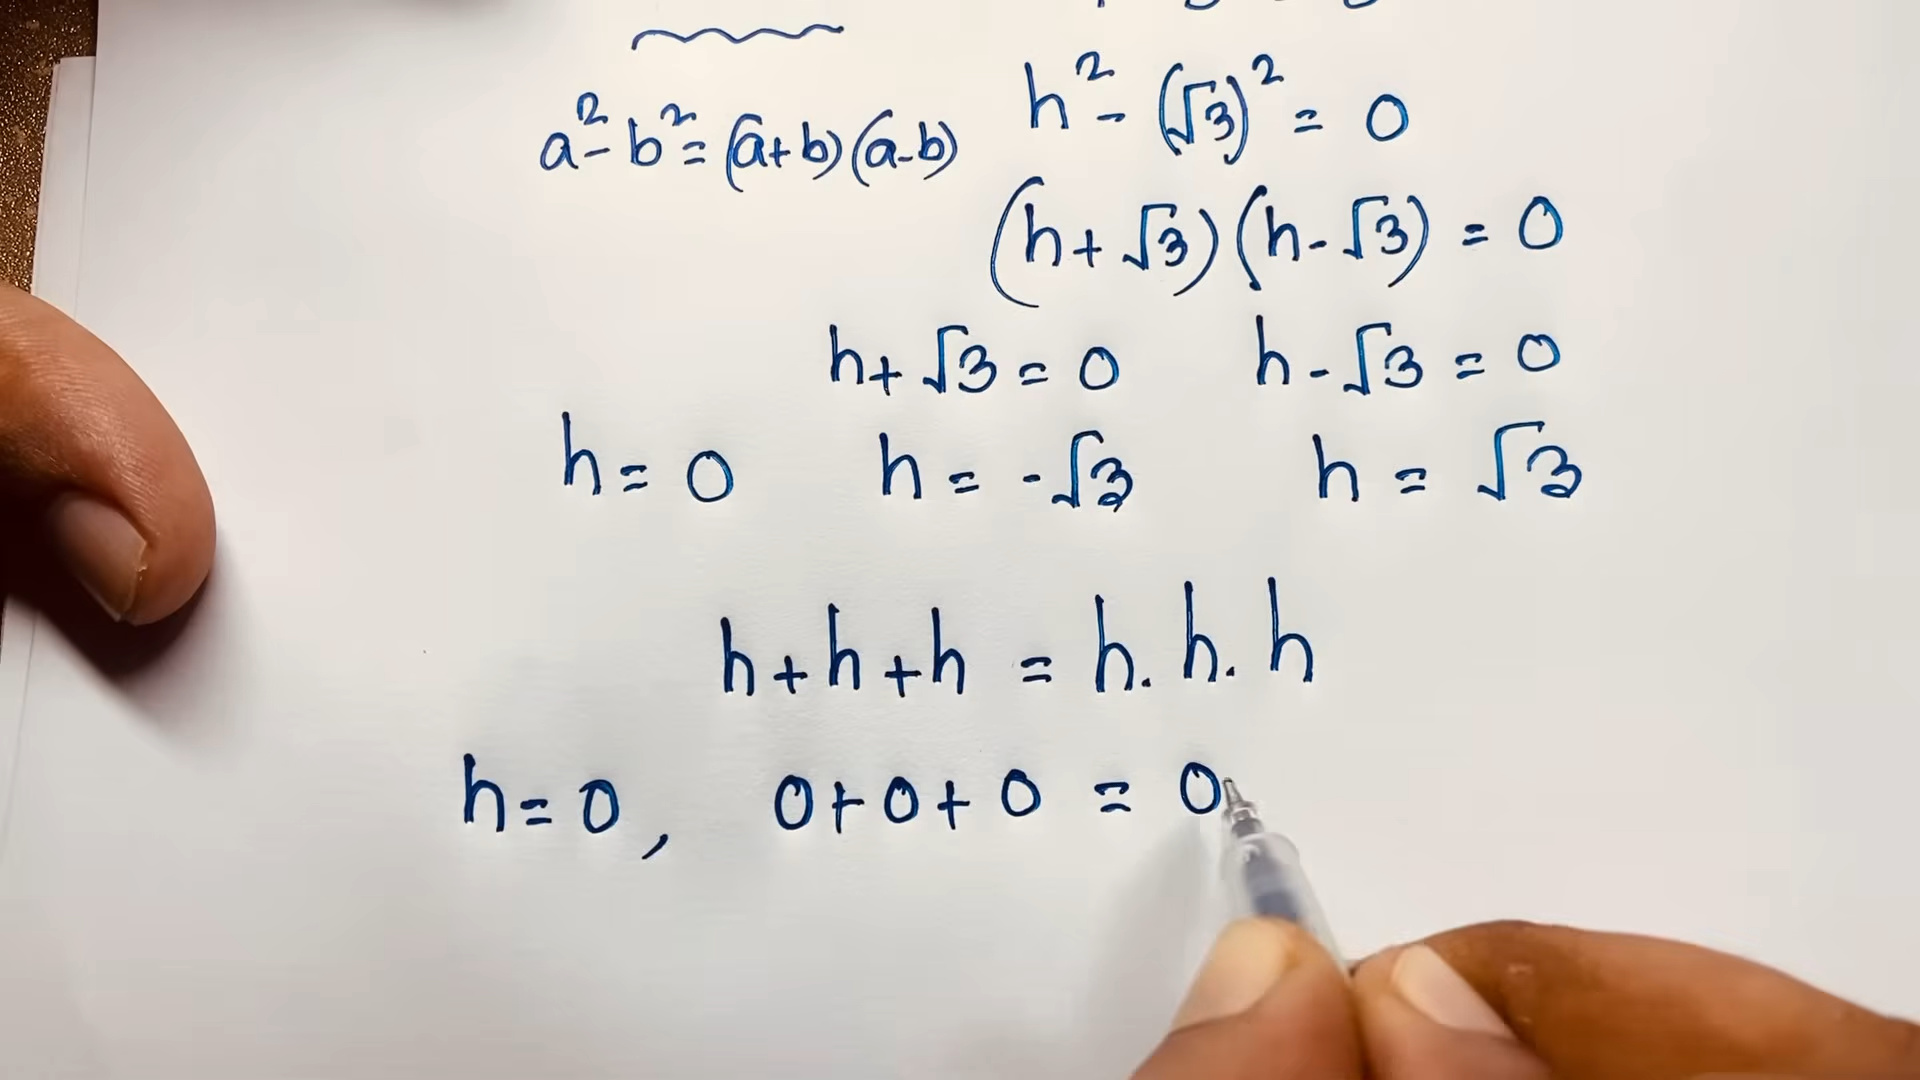 h² - (√3)² = 0
a² - b² = (a+b)(a-b)
(h + √3)(h - √3) = 0
h + √3 = 0 h - √3 = 0
h = 0 h = -√3 h = √3
h + h + h = h . h . h
h = 0 , 0 + 0 + 0 = 0